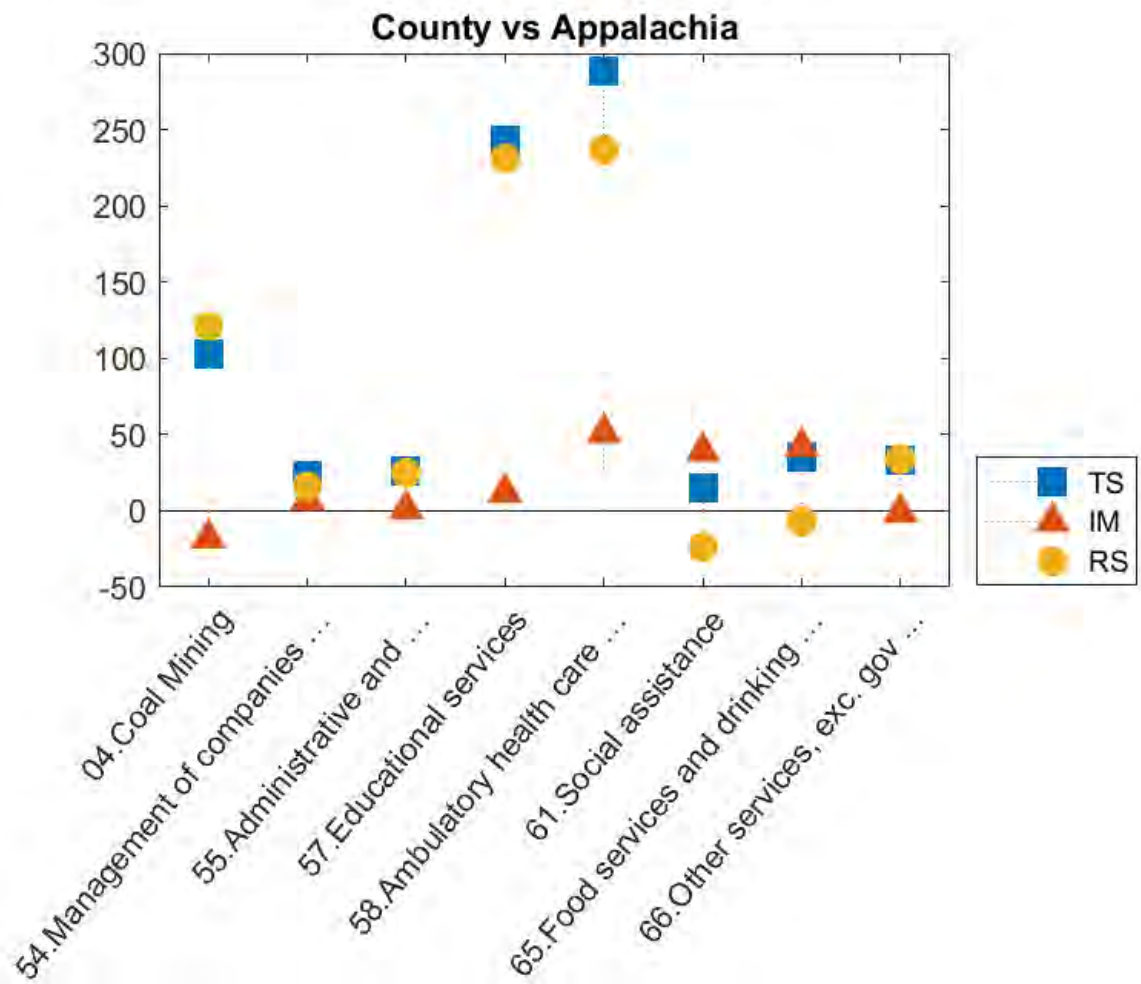 County vs Appalachia
300
250
200
150
100
50
0
-50
TS
IM
RS
04.Coal Mining
54.Management of companies ...
55.Administrative and ...
57.Educational services
58.Ambulatory health care ...
61.Social assistance
65.Food services and drinking ...
66.Other services, exc. gov ...